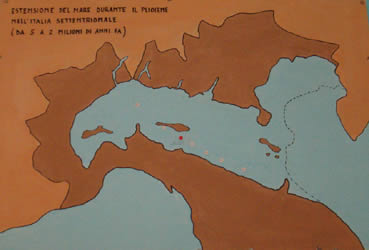 ESTENSIONE DEL MARE DURANTE IL PLIOCENE
NELL'ITALIA SETTENTRIONALE
(DA 5 A 2 MILIONI DI ANNI FA)